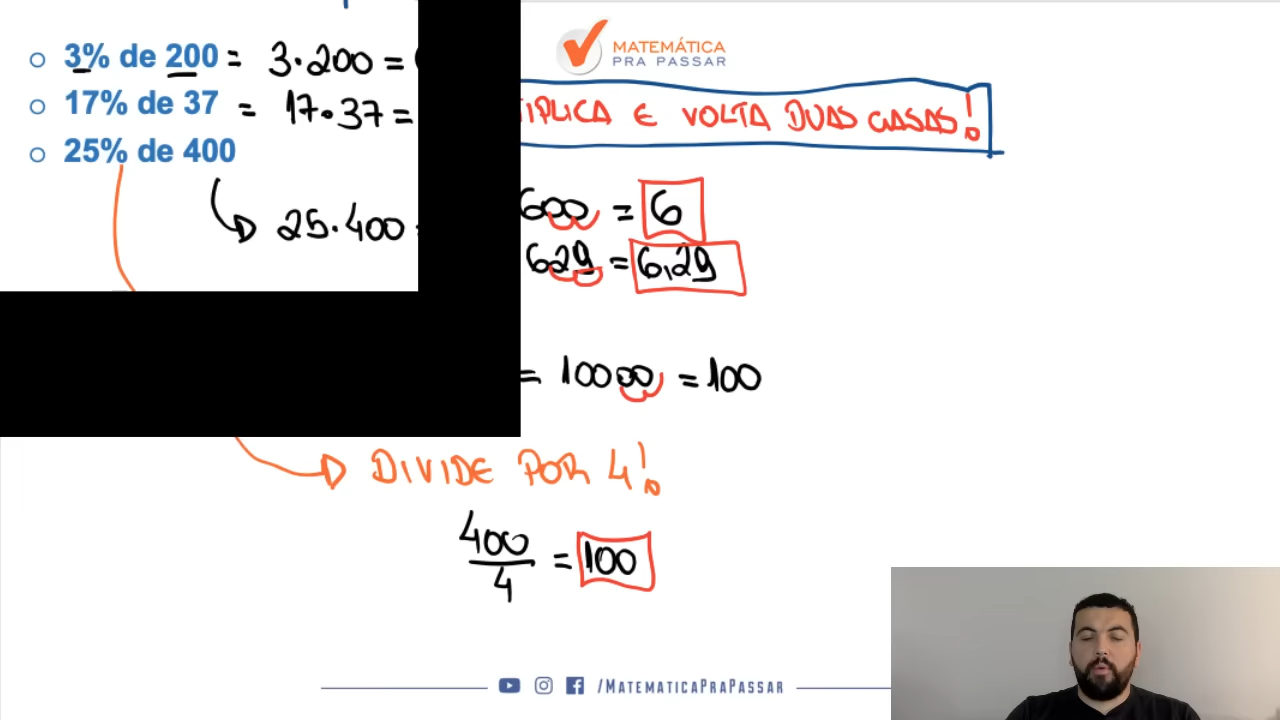 MATEMÁTICA
PRA PASSAR
3% de 200 = 3.200 =
17% de 37 = 17.37 =
25% de 400
TIPLICA E VOLTA DUAS CASAS!
25.400
600 = 6
629 = 6,29
= 10000 = 100
DIVIDE POR 4!
400/4 = 100
/MATEMATICAPRAPASSAR